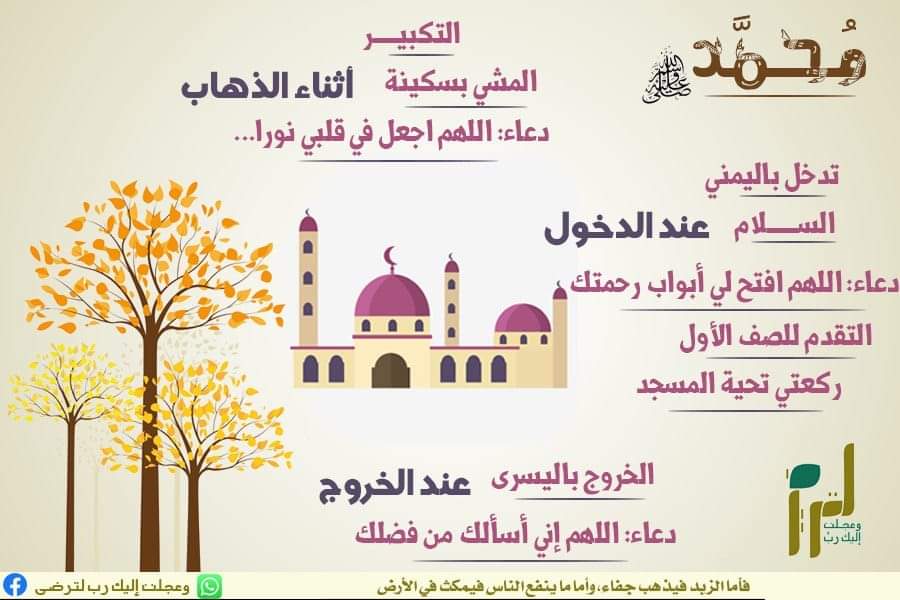 مُحمَّد
صلى الله عليه وسلم
التكبيـــر
المشي بسكينة
أثناء الذهاب
دعاء: اللهم اجعل في قلبي نورا...
تدخل باليمني
الســـلام
عند الدخول
دعاء: اللهم افتح لي أبواب رحمتك
التقدم للصف الأول
ركعتي تحية المسجد
الخروج باليسرى
عند الخروج
دعاء: اللهم إني أسألك من فضلك
لترضى
وعجلت
إليك ربِّ
فأما الزبد فيذهب جفاء، وأما ما ينفع الناس فيمكث في الأرض
وعجلت إليك رب لترضى